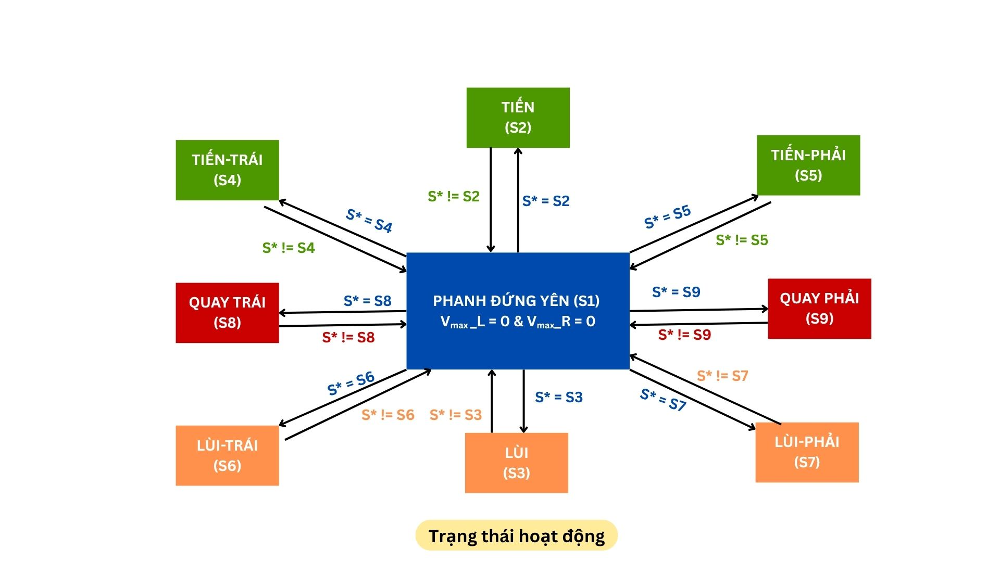 TIẾN
(S2)
TIẾN-TRÁI
(S4)
TIẾN-PHẢI
(S5)
S* != S2
S* = S2
S* = S4
S* = S5
S* != S4
S* != S5
QUAY TRÁI
(S8)
S* = S8
S* != S8
PHANH ĐỨNG YÊN (S1)
Vmax_L = 0 & Vmax_R = 0
S* = S9
S* != S9
QUAY PHẢI
(S9)
S* = S6
S* != S6
S* != S3
S* = S3
S* != S7
S* = S7
LÙI-TRÁI
(S6)
LÙI
(S3)
LÙI-PHẢI
(S7)
Trạng thái hoạt động